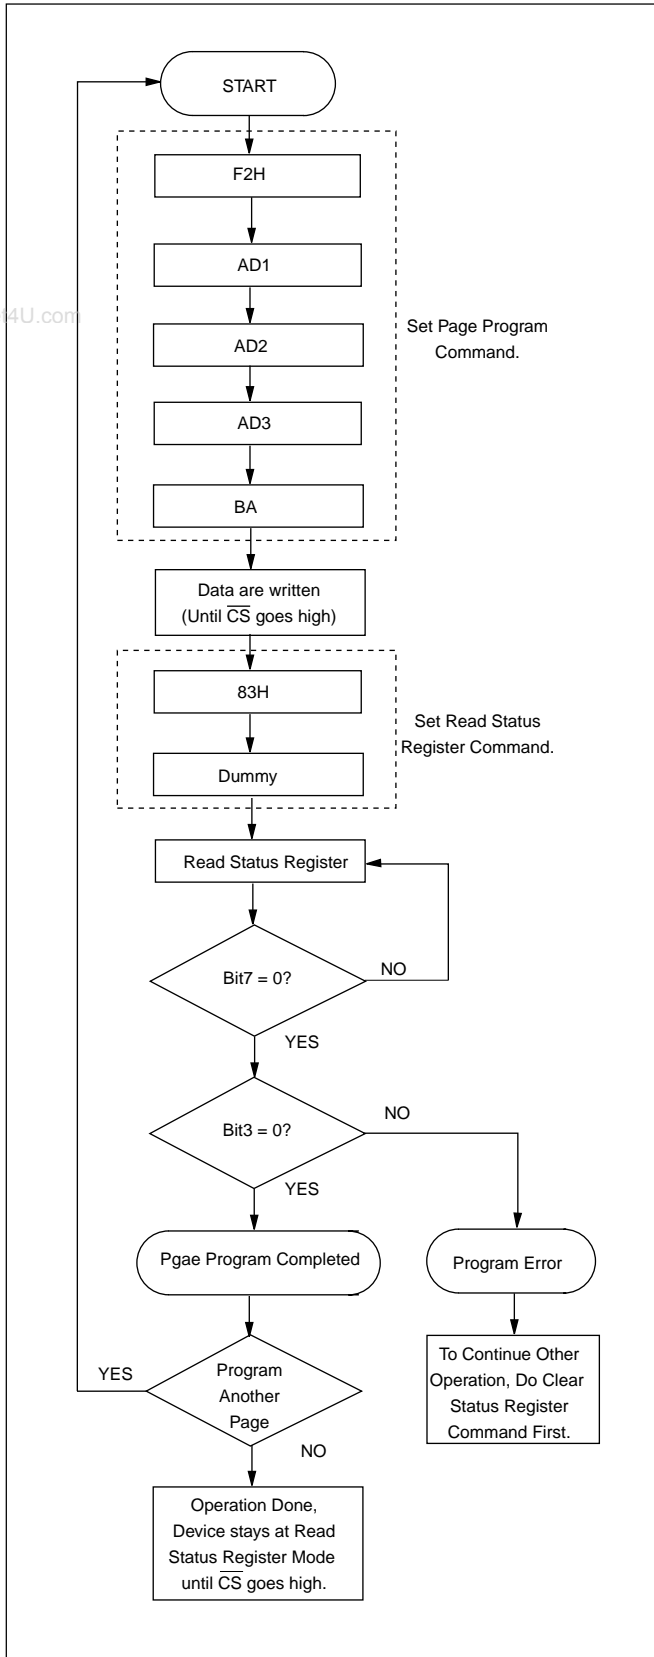 START
F2H
AD1
4U.com
Set Page Program
Command.
AD2
AD3
BA
Data are written
(Until C̅S̅ goes high)
83H
Set Read Status
Register Command.
Dummy
Read Status Register
Bit7 = 0?
NO
YES
Bit3 = 0?
NO
YES
Pgae Program Completed
Program Error
YES
Program
Another
Page
NO
To Continue Other
Operation, Do Clear
Status Register
Command First.
Operation Done,
Device stays at Read
Status Register Mode
until C̅S̅ goes high.